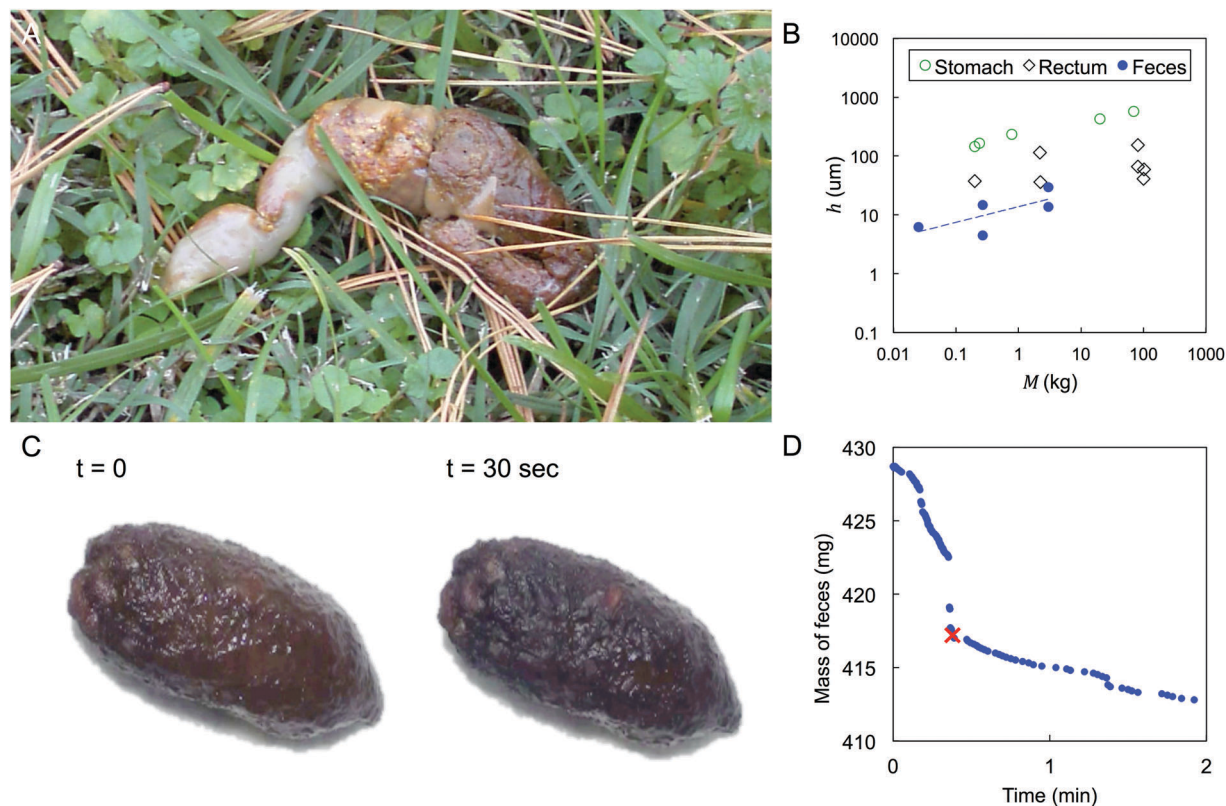 A
B
10000
1000
100
10
1
0.1
Stomach Rectum Feces
h (um)
0.01 0.1 1 10 100 1000
M (kg)
C
t = 0
t = 30 sec
D
430
425
420
415
410
Mass of feces (mg)
0 1 2
Time (min)